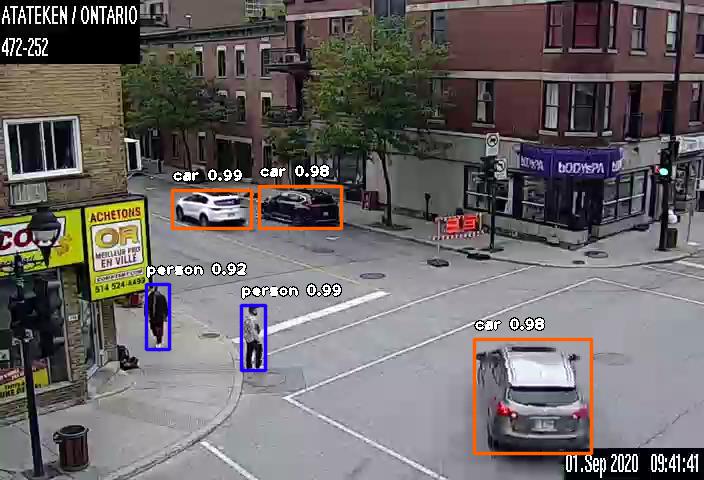 ATATEKEN / ONTARIO
472-252
car 0.99
car 0.98
person 0.92
person 0.99
car 0.98
ACHETONS
OR
MEILLEUR PRIX
EN VILLE
514 524-4499
bODYsPA
01.Sep 2020 09:41:41